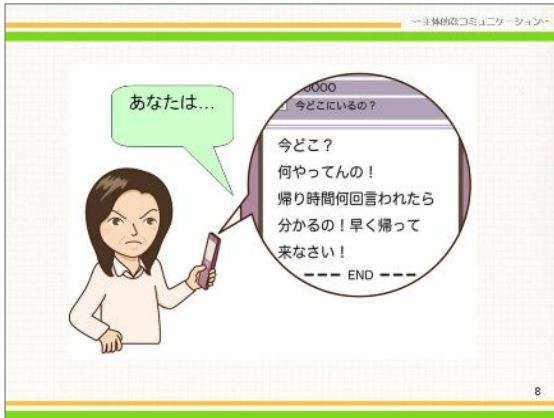 ~主体的なコミュニケーション~
あなたは…
0000
今どこにいるの？
今どこ？
何やってんの！
帰り時間何回言われたら
分かるの！早く帰って
来なさい！
--- END ---
8